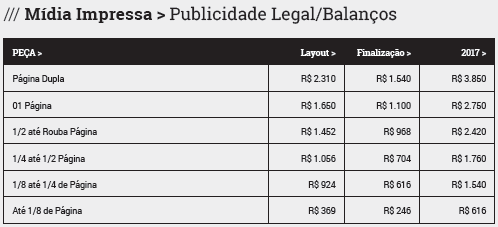 /// Mídia Impressa > Publicidade Legal/Balanços
PEÇA > Layout > Finalização > 2017 >
Página Dupla R$ 2.310 R$ 1.540 R$ 3.850
01 Página R$ 1.650 R$ 1.100 R$ 2.750
1/2 até Rouba Página R$ 1.452 R$ 968 R$ 2.420
1/4 até 1/2 Página R$ 1.056 R$ 704 R$ 1.760
1/8 até 1/4 de Página R$ 924 R$ 616 R$ 1.540
Até 1/8 de Página R$ 369 R$ 246 R$ 616